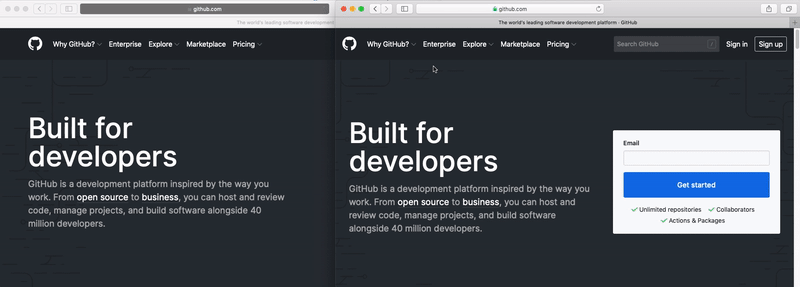 github.com
The world's leading software development
Why GitHub?
Enterprise
Explore
Marketplace
Pricing
Built for
developers
GitHub is a development platform inspired by the way you
work. From open source to business, you can host and review
code, manage projects, and build software alongside 40
million developers.
github.com
The world's leading software development platform · GitHub
Why GitHub?
Enterprise
Explore
Marketplace
Pricing
Search GitHub
/
Sign in
Sign up
Built for
developers
GitHub is a development platform inspired by the way you
work. From open source to business, you can host and
review code, manage projects, and build software
alongside 40 million developers.
Email
Get started
Unlimited repositories
Collaborators
Actions & Packages